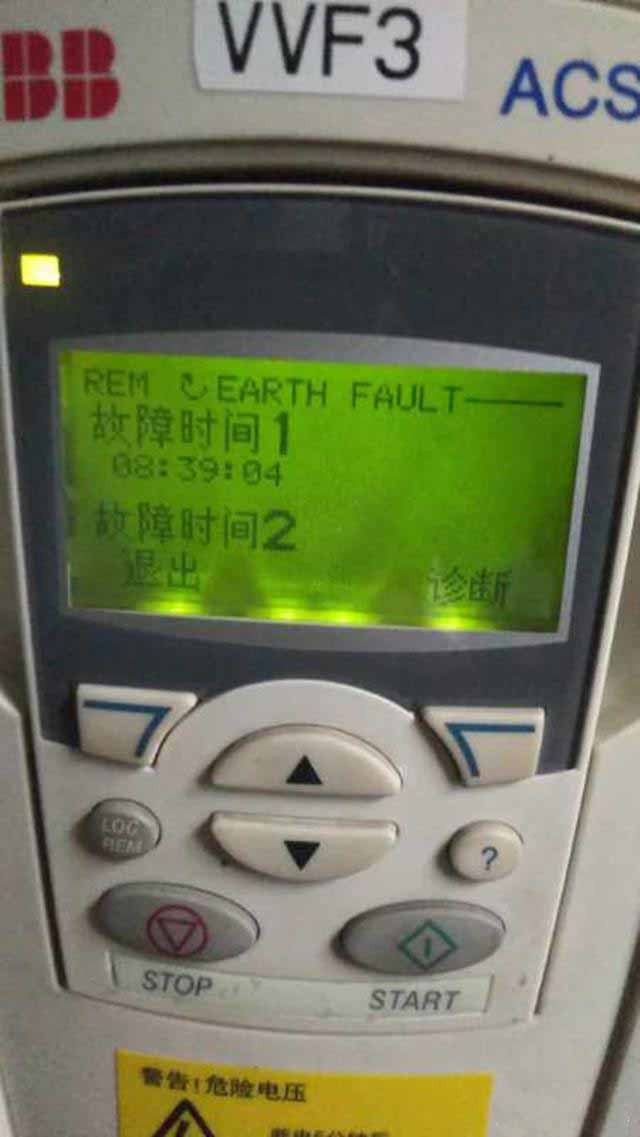 VVF3
BB
ACS
REM ↻ EARTH FAULT
故障时间1
08:39:04
故障时间2
退出 诊断
LOC
REM
?
STOP START
警告!危险电压